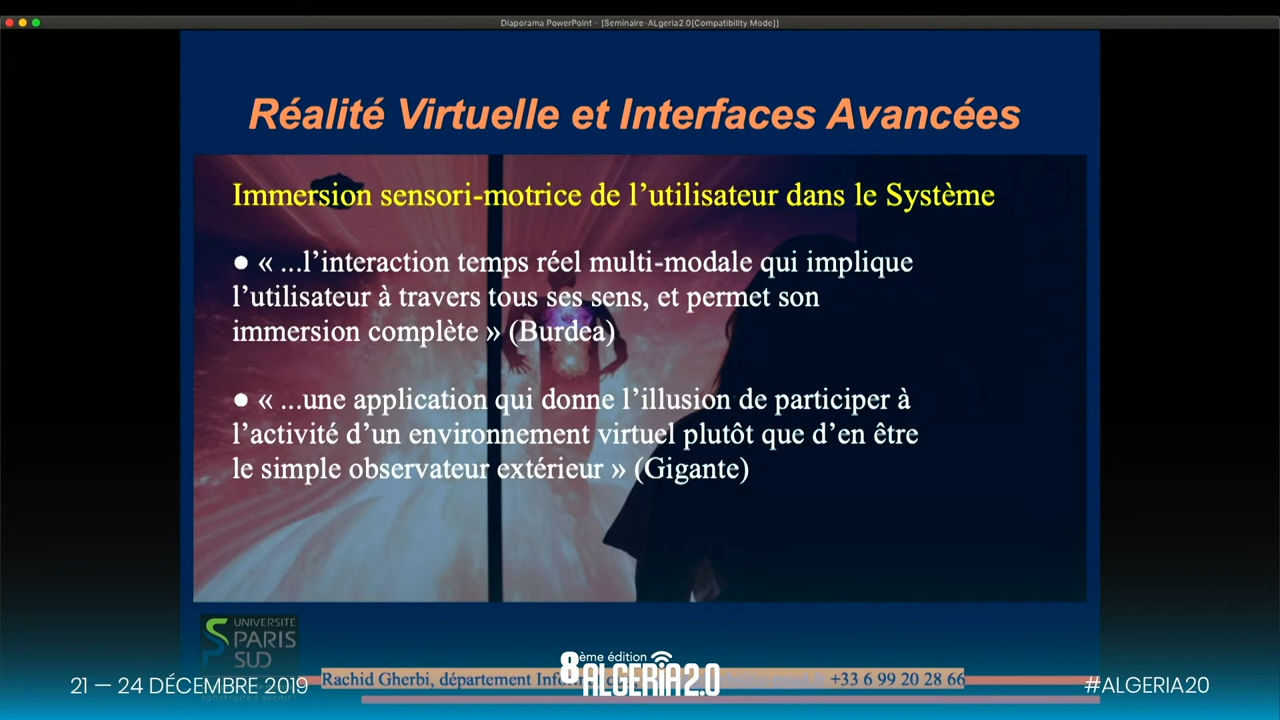 Diaporama PowerPoint - [Seminaire-ALgeria2.0[Compatibility Mode]]
Réalité Virtuelle et Interfaces Avancées
Immersion sensori-motrice de l’utilisateur dans le Système
● « ...l’interaction temps réel multi-modale qui implique
l’utilisateur à travers tous ses sens, et permet son
immersion complète » (Burdea)
● « ...une application qui donne l’illusion de participer à
l’activité d’un environnement virtuel plutôt que d’en être
le simple observateur extérieur » (Gigante)
UNIVERSITÉ
PARIS
SUD
8ème édition
ALGERIA2.0
21 — 24 DÉCEMBRE 2019
Rachid Gherbi, département +33 6 99 20 28 66
#ALGERIA20